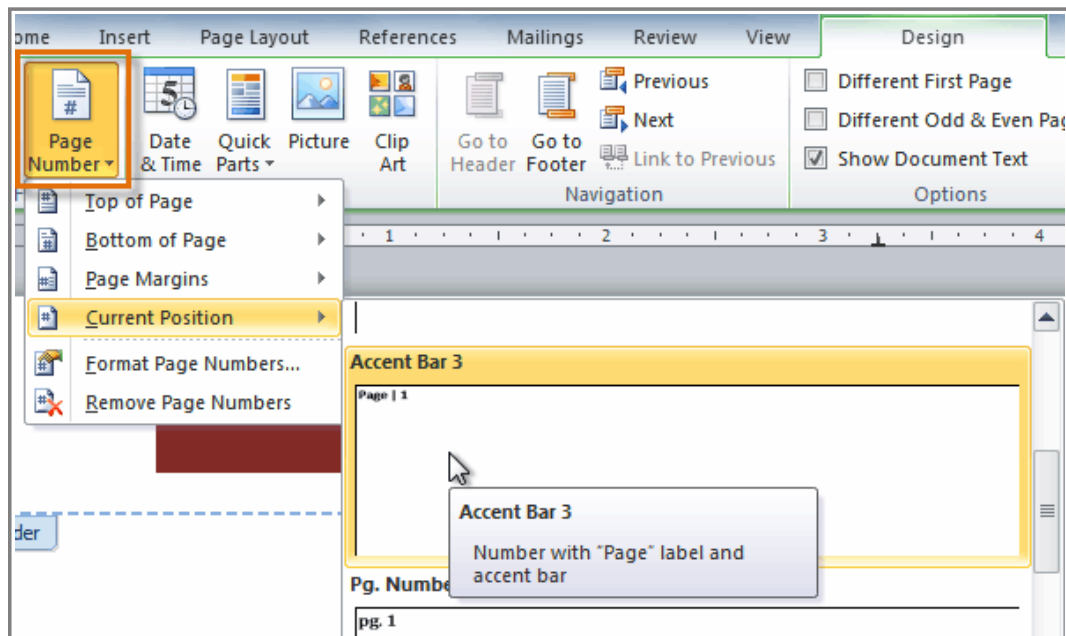 ome Insert Page Layout References Mailings Review View Design
Page Number
Date & Time
Quick Parts
Picture
Clip Art
Go to Header
Go to Footer
Previous
Next
Link to Previous
Navigation
Different First Page
Different Odd & Even Pag
Show Document Text
Options
Top of Page
Bottom of Page
Page Margins
Current Position
Format Page Numbers...
Remove Page Numbers
1 2 3 4
Accent Bar 3
Page | 1
Accent Bar 3
Number with "Page" label and
accent bar
Pg. Numbe
pg. 1
der